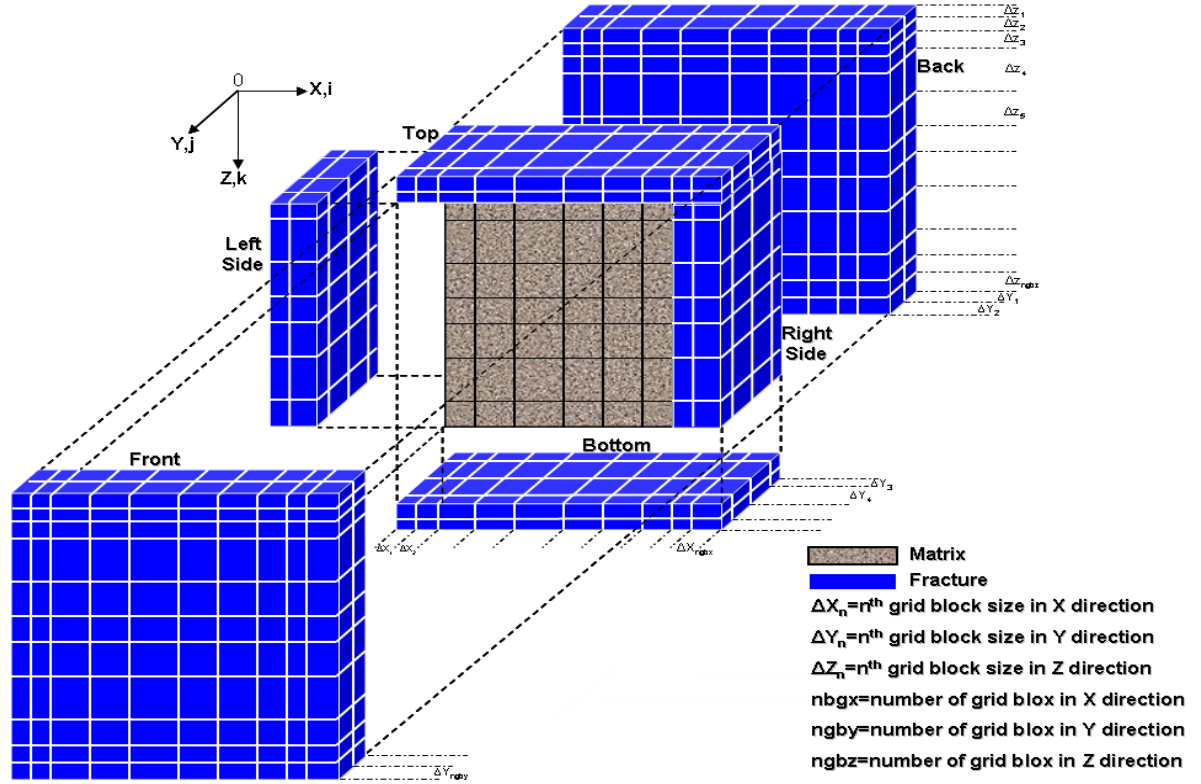 ΔZ₁
ΔZ₂
ΔZ₃
Back
ΔZ₄
O
X,i
ΔZ₅
Top
Y,j
Z,k
Left
Side
ΔZngbz
ΔY₁
ΔY₂
Right
Side
Bottom
Front
ΔY₃
ΔY₄
ΔX₁ ΔX₂ ΔXngbx
Matrix
Fracture
ΔXₙ=nᵗʰ grid block size in X direction
ΔYₙ=nᵗʰ grid block size in Y direction
ΔZₙ=nᵗʰ grid block size in Z direction
nbgx=number of grid blox in X direction
ngby=number of grid blox in Y direction
ngbz=number of grid blox in Z direction
ΔYngby